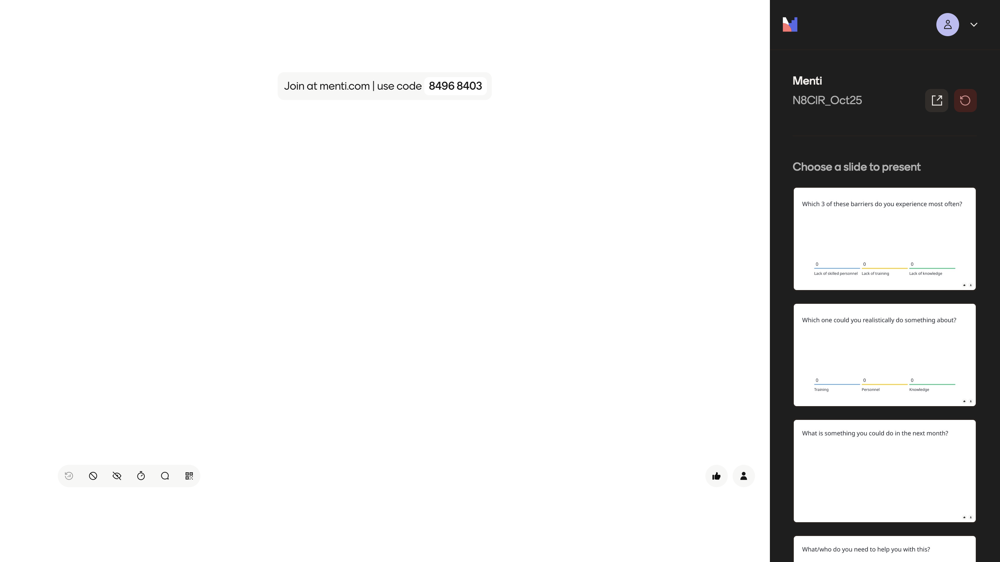 Join at menti.com | use code 8496 8403
Menti
N8CIR_Oct25
Choose a slide to present
Which 3 of these barriers do you experience most often?
0 0 0
Lack of skilled personnel Lack of training Lack of knowledge
Which one could you realistically do something about?
0 0 0
Training Personnel Knowledge
What is something you could do in the next month?
What/who do you need to help you with this?